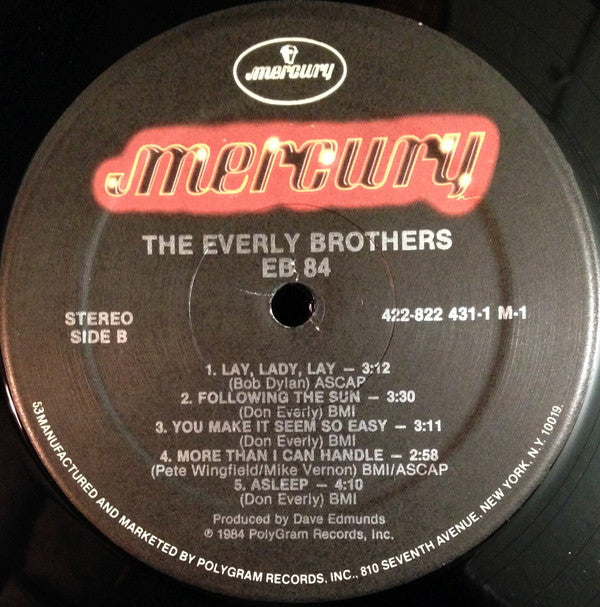 mercury
mercury
THE EVERLY BROTHERS
EB 84
STEREO
SIDE B
422-822 431-1 M-1
1. LAY, LADY, LAY – 3:12
(Bob Dylan) ASCAP
2. FOLLOWING THE SUN – 3:30
(Don Everly) BMI
3. YOU MAKE IT SEEM SO EASY – 3:11
(Don Everly) BMI
4. MORE THAN I CAN HANDLE – 2:58
(Pete Wingfield/Mike Vernon) BMI/ASCAP
5. ASLEEP – 4:10
(Don Everly) BMI
Produced by Dave Edmunds
℗ 1984 PolyGram Records, Inc.
53 MANUFACTURED AND MARKETED BY POLYGRAM RECORDS, INC., 810 SEVENTH AVENUE, NEW YORK, N.Y. 10019.